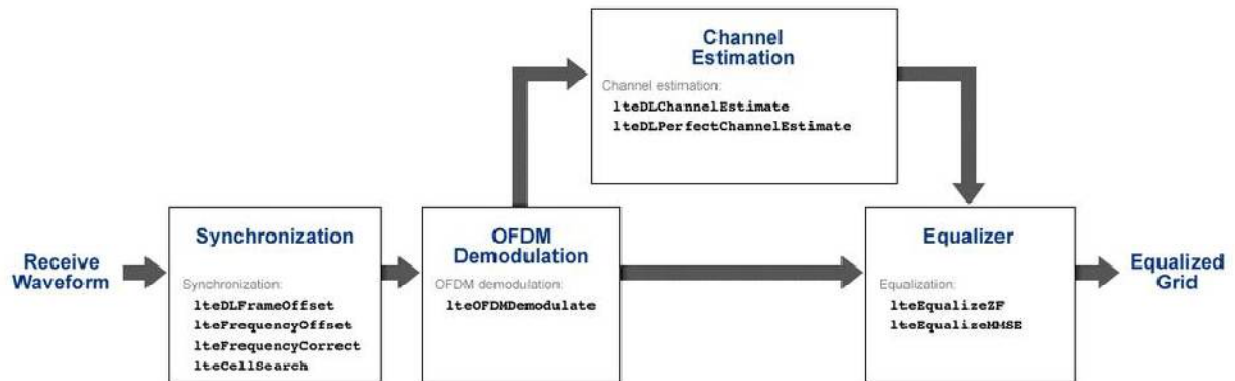 Channel
Estimation
Channel estimation:
lteDLChannelEstimate
lteDLPerfectChannelEstimate
Receive
Waveform
Synchronization
Synchronization:
lteDLFrameOffset
lteFrequencyOffset
lteFrequencyCorrect
lteCellSearch
OFDM
Demodulation
OFDM demodulation:
lteOFDMDemodulate
Equalizer
Equalization:
lteEqualizeZF
lteEqualizeMMSE
Equalized
Grid